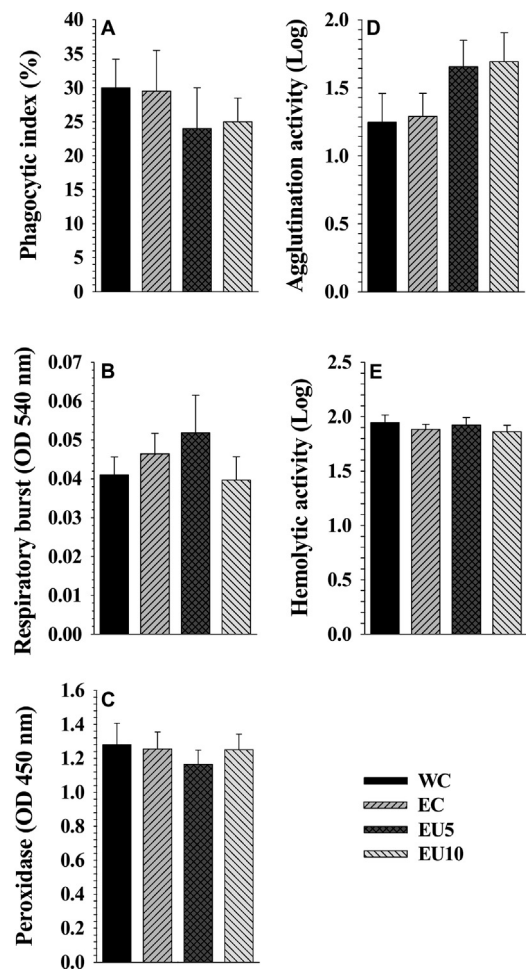 A
Phagocytic index (%)
40
35
30
25
20
15
10
5
0
D
Agglutination activity (Log)
2.0
1.5
1.0
0.5
0.0
B
Respiratory burst (OD 540 nm)
0.07
0.06
0.05
0.04
0.03
0.02
0.01
0.00
E
Hemolytic activity (Log)
2.5
2.0
1.5
1.0
0.5
0.0
C
Peroxidase (OD 450 nm)
1.6
1.4
1.2
1.0
0.8
0.6
0.4
0.2
0.0
WC
EC
EU5
EU10